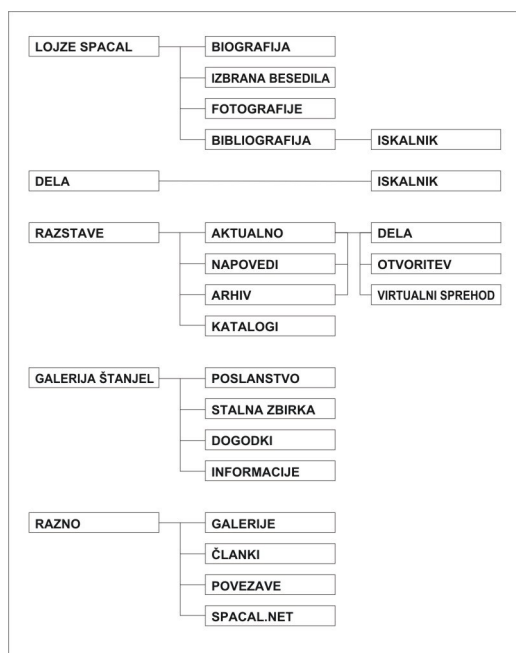 LOJZE SPACAL
BIOGRAFIJA
IZBRANA BESEDILA
FOTOGRAFIJE
BIBLIOGRAFIJA
ISKALNIK
DELA
ISKALNIK
RAZSTAVE
AKTUALNO
DELA
NAPOVEDI
OTVORITEV
ARHIV
VIRTUALNI SPREHOD
KATALOGI
GALERIJA ŠTANJEL
POSLANSTVO
STALNA ZBIRKA
DOGODKI
INFORMACIJE
RAZNO
GALERIJE
ČLANKI
POVEZAVE
SPACAL.NET